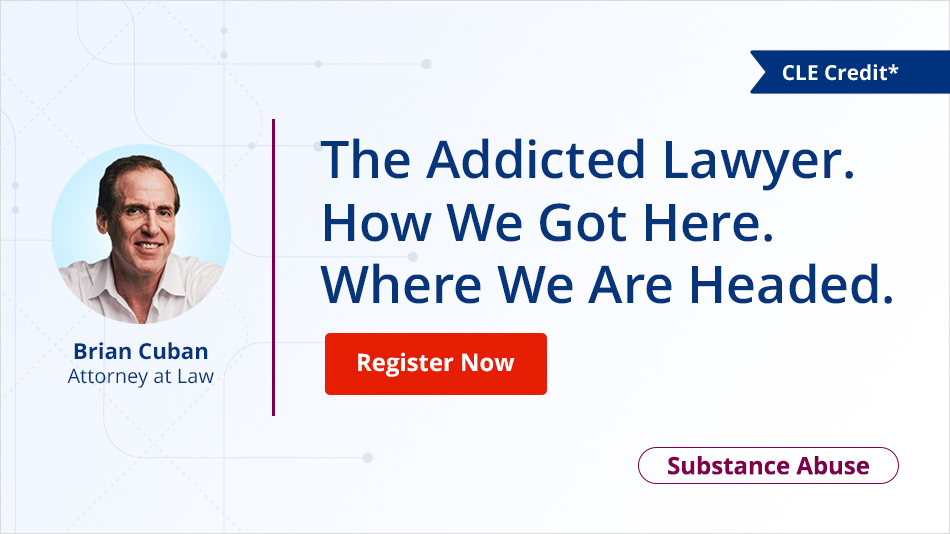 CLE Credit*
The Addicted Lawyer.
How We Got Here.
Where We Are Headed.
Brian Cuban
Attorney at Law
Register Now
Substance Abuse